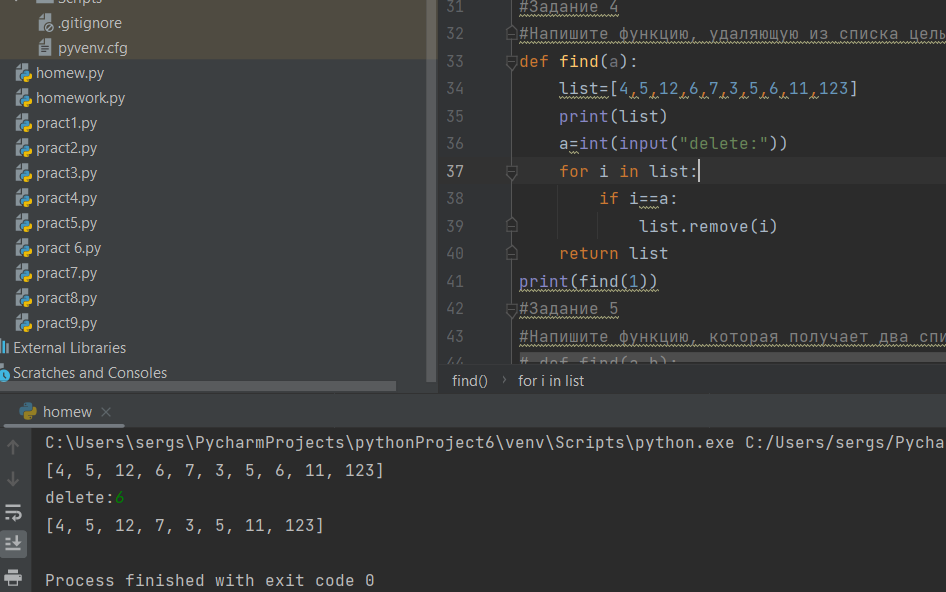 Scripts
.gitignore
pyvenv.cfg
homew.py
homework.py
pract1.py
pract2.py
pract3.py
pract4.py
pract5.py
pract 6.py
pract7.py
pract8.py
pract9.py
External Libraries
Scratches and Consoles
31 #Задание 4
32 #Напишите функцию, удаляющую из списка
33 def find(a):
34 list=[4,5,12,6,7,3,5,6,11,123]
35 print(list)
36 a=int(input("delete:"))
37 for i in list:
38 if i==a:
39 list.remove(i)
40 return list
41 print(find(1))
42 #Задание 5
43 #Напишите функцию, которая получает два
44 # def find(a,b):
find() › for i in list
homew ×
C:\Users\sergs\PycharmProjects\pythonProject6\venv\Scripts\python.exe C:/Users/sergs/Pycha
[4, 5, 12, 6, 7, 3, 5, 6, 11, 123]
delete:6
[4, 5, 12, 7, 3, 5, 11, 123]
Process finished with exit code 0